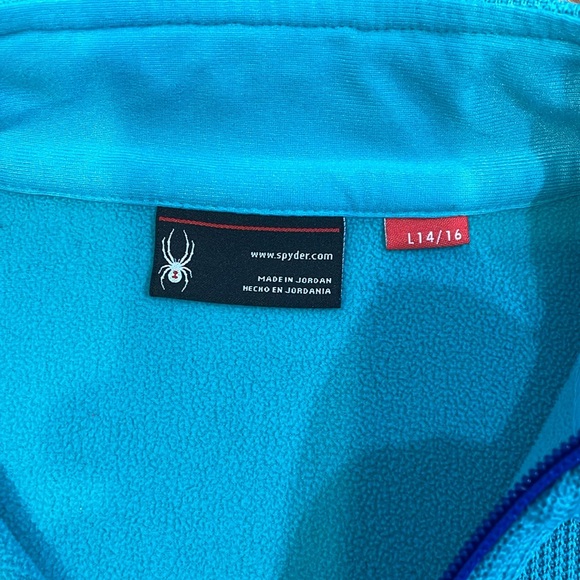 www.spyder.com
MADE IN JORDAN
HECHO EN JORDANIA
L14/16